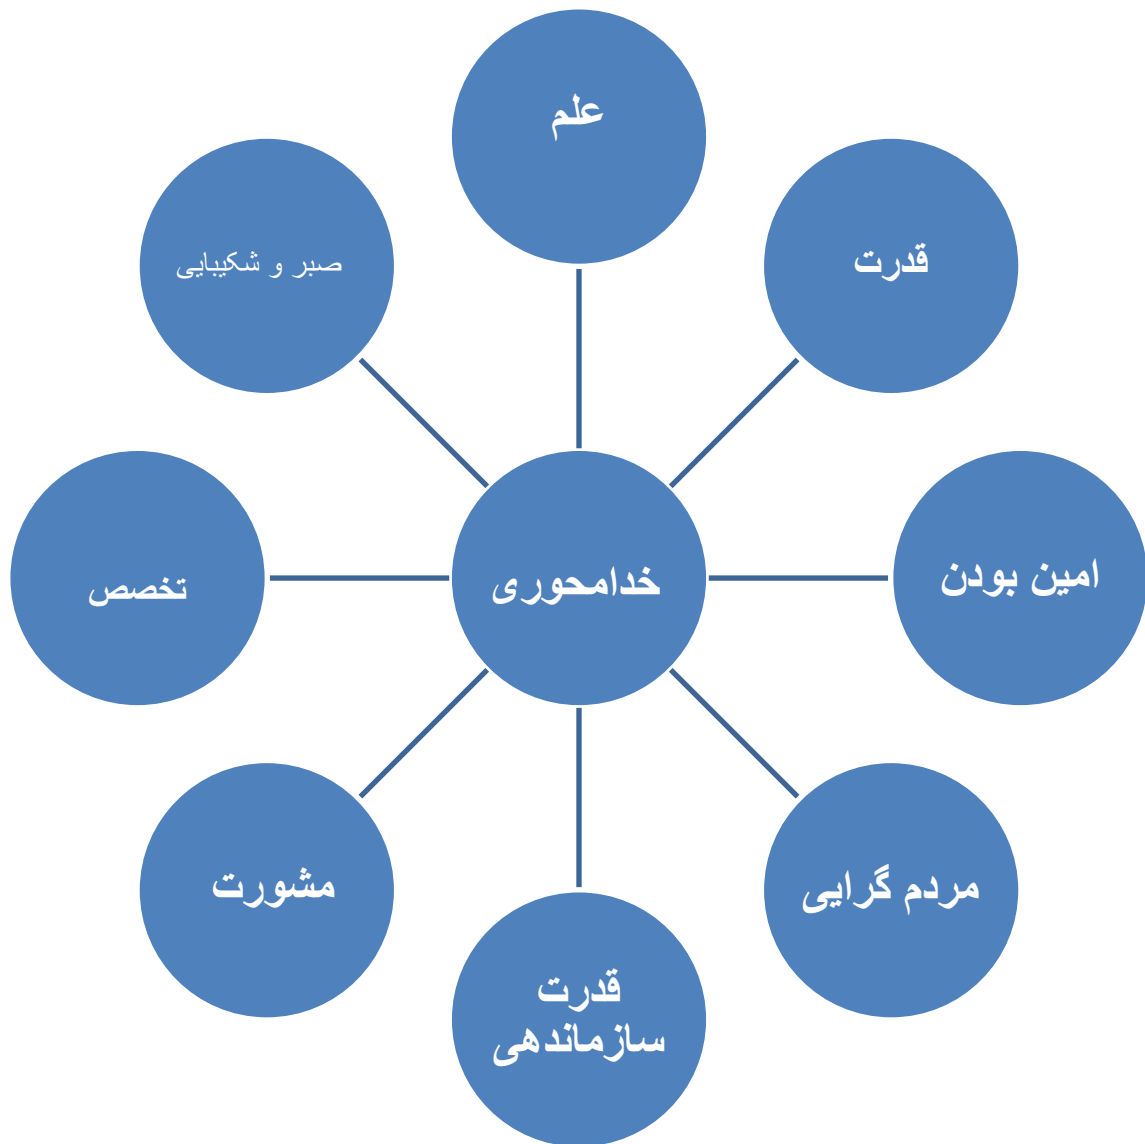 علم
قدرت
صبر و شکیبایی
امین بودن
خدامحوری
تخصص
مردم گرایی
مشورت
قدرت
سازماندهی